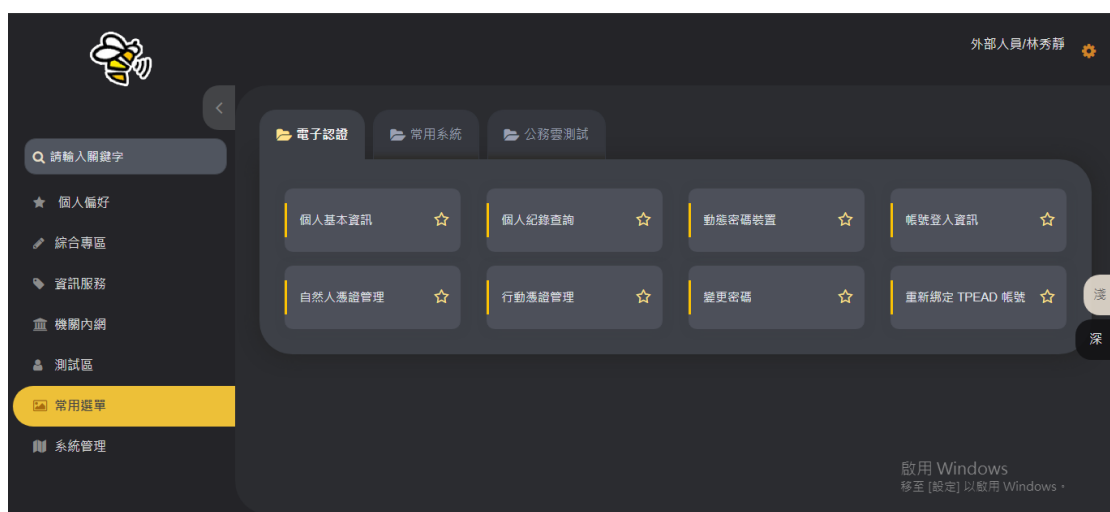 外部人員/林秀靜
請輸入關鍵字
個人偏好
綜合專區
資訊服務
機關內網
測試區
常用選單
系統管理
電子認證 常用系統 公務雲測試
個人基本資訊 個人紀錄查詢 動態密碼裝置 帳號登入資訊
自然人憑證管理 行動憑證管理 變更密碼 重新綁定 TPEAD 帳號
淺
深
啟用 Windows
移至 [設定] 以啟用 Windows。